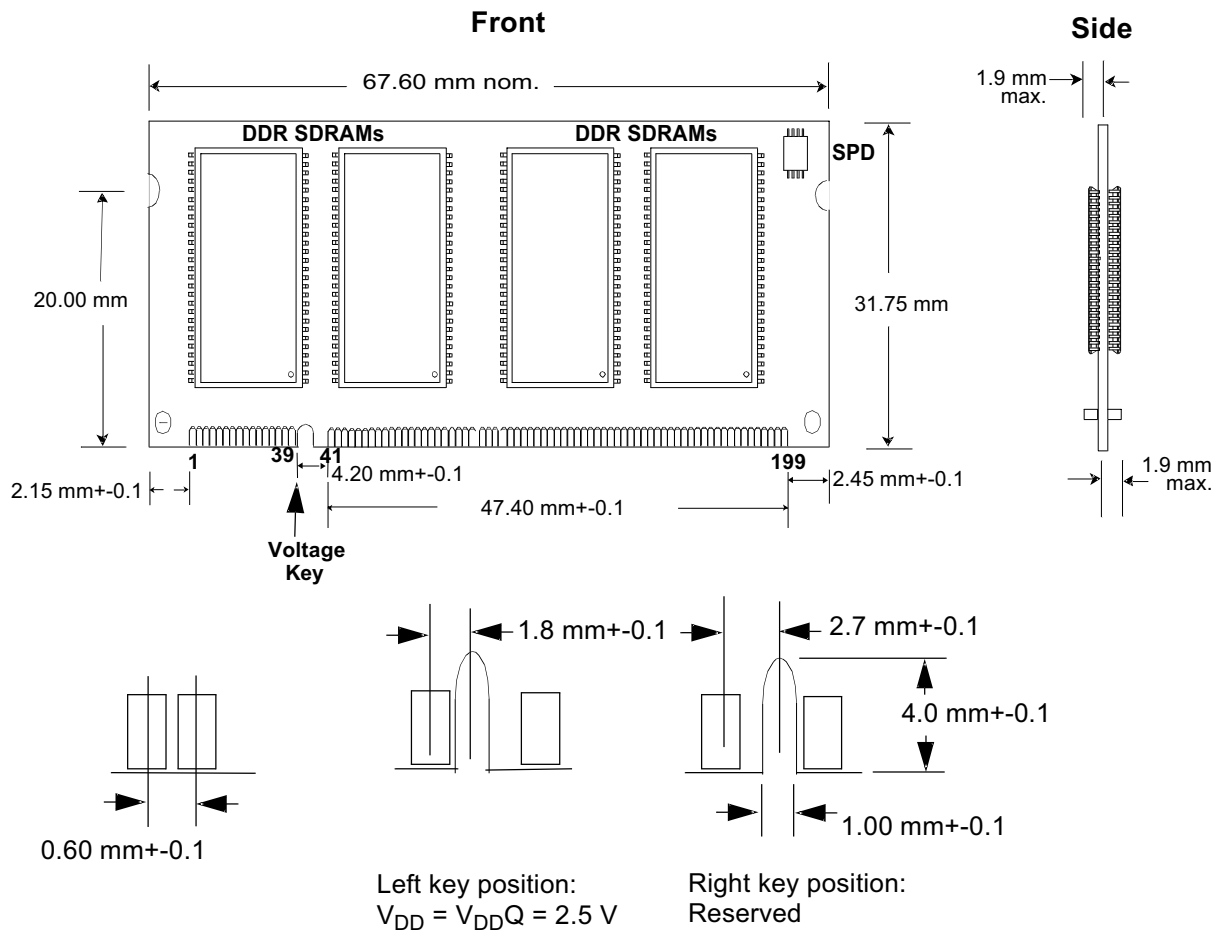 Front
Side
67.60 mm nom.
1.9 mm
max.
DDR SDRAMs
DDR SDRAMs
SPD
20.00 mm
31.75 mm
1
39
41
199
4.20 mm+-0.1
2.15 mm+-0.1
2.45 mm+-0.1
1.9 mm
max.
47.40 mm+-0.1
Voltage
Key
1.8 mm+-0.1
2.7 mm+-0.1
4.0 mm+-0.1
0.60 mm+-0.1
1.00 mm+-0.1
Left key position:
VDD = VDDQ = 2.5 V
Right key position:
Reserved